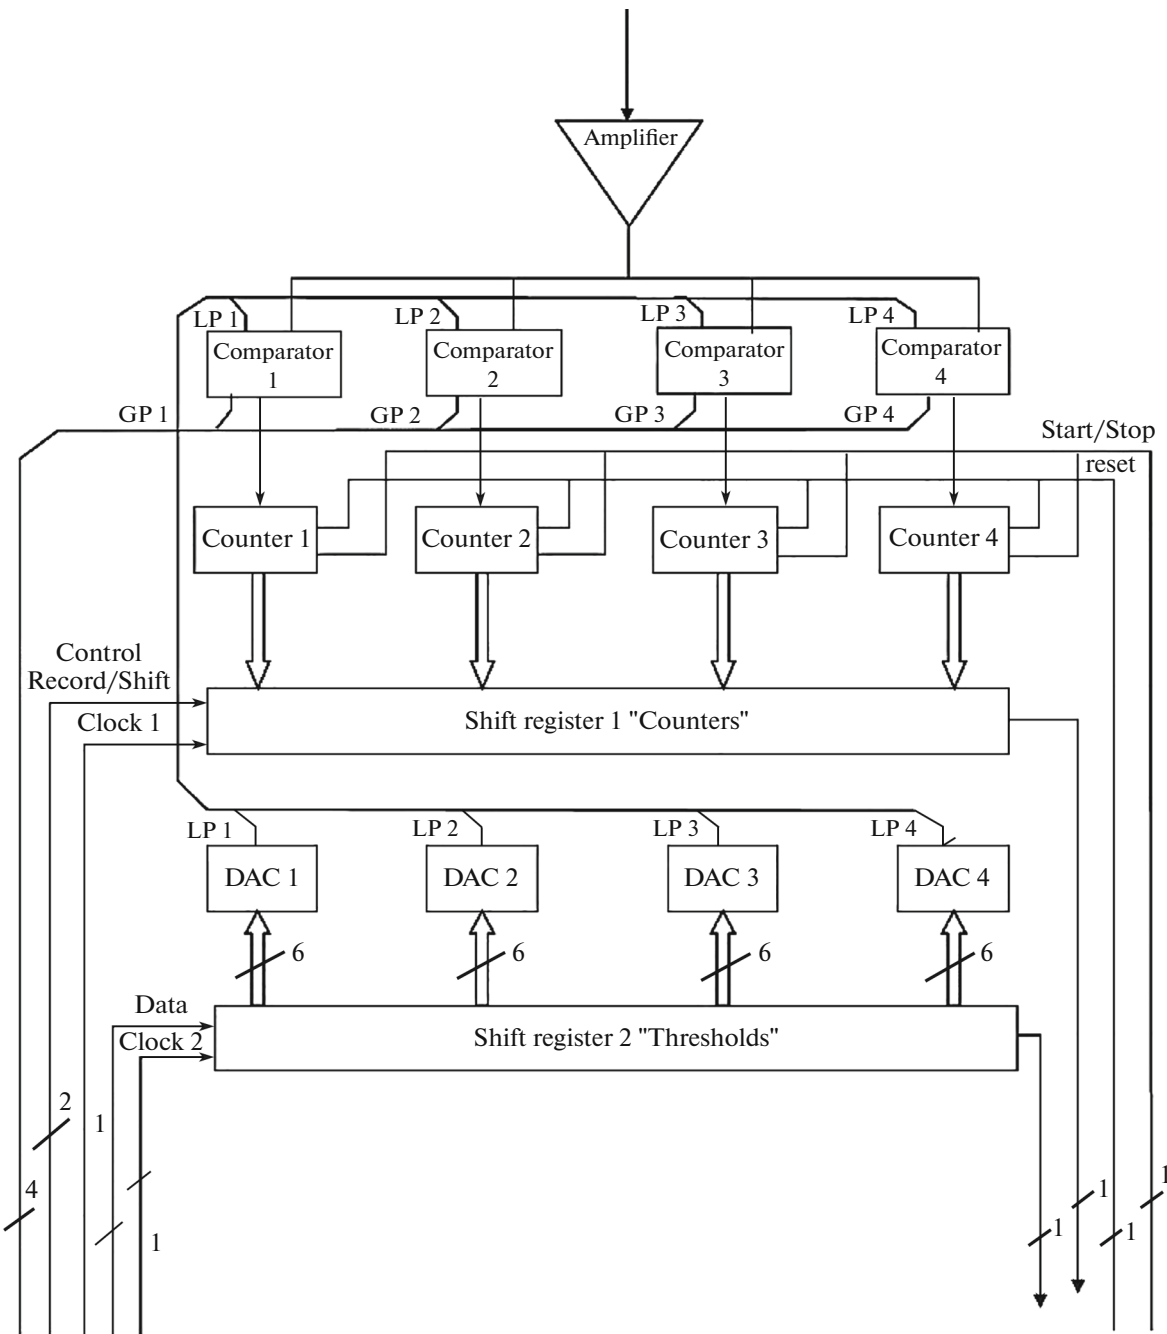 Amplifier
LP 1
LP 2
LP 3
LP 4
Comparator
1
Comparator
2
Comparator
3
Comparator
4
GP 1
GP 2
GP 3
GP 4
Start/Stop
reset
Counter 1
Counter 2
Counter 3
Counter 4
Control
Record/Shift
Clock 1
Shift register 1 "Counters"
LP 1
LP 2
LP 3
LP 4
DAC 1
DAC 2
DAC 3
DAC 4
6
6
6
6
Data
Clock 2
Shift register 2 "Thresholds"
2
1
4
1
1
1
1
1